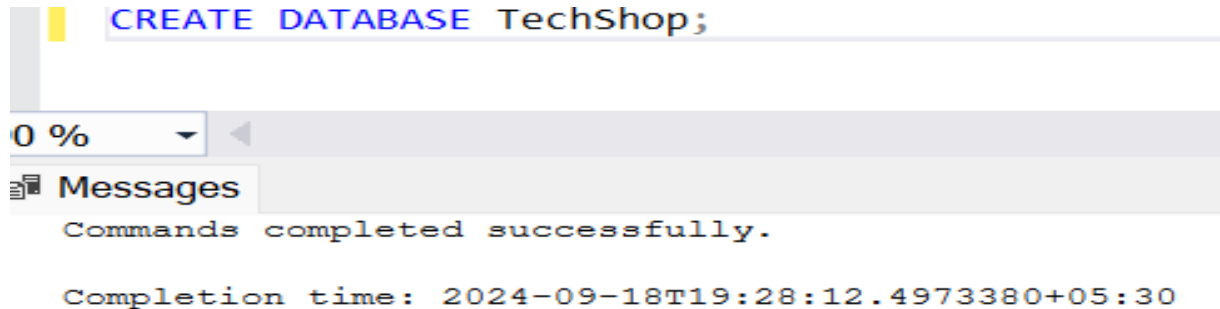 CREATE DATABASE TechShop;
0 %
Messages
Commands completed successfully.
Completion time: 2024-09-18T19:28:12.4973380+05:30